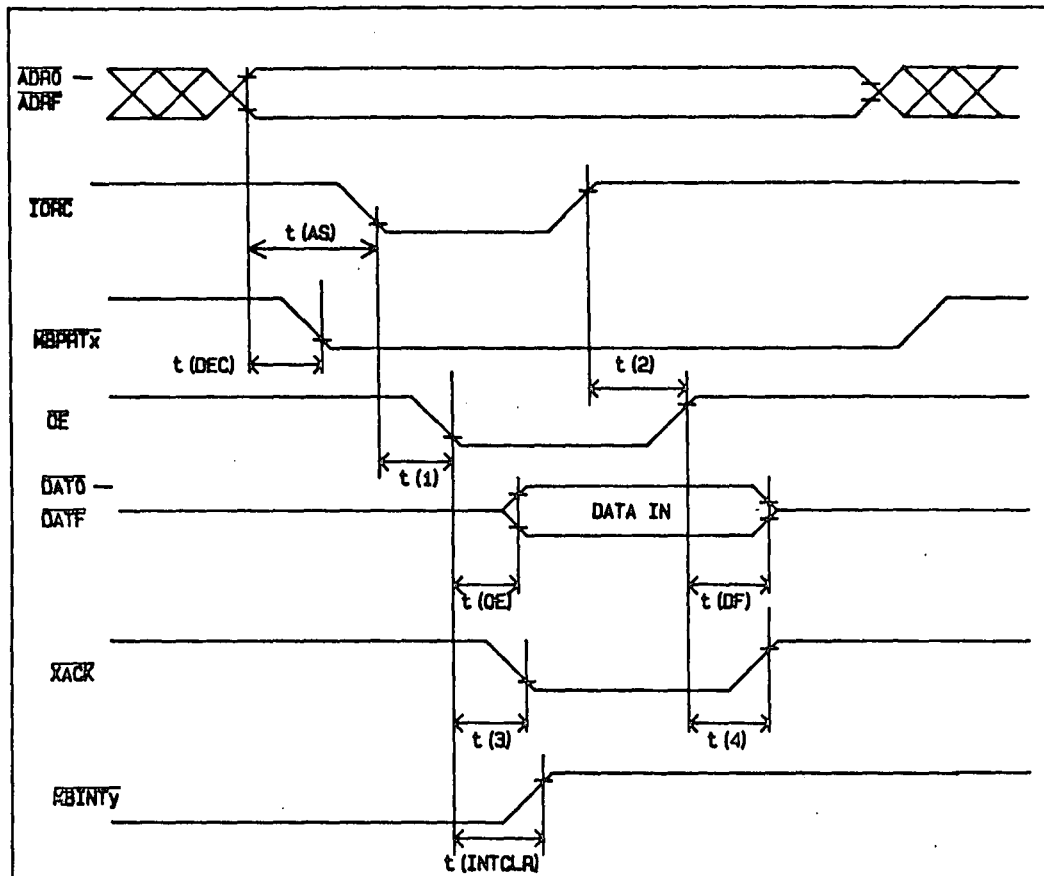 ADR0 —
ADRF
IORC
t (AS)
MBPRTx
t (DEC)
t (2)
OE
t (1)
DAT0 —
DATF
DATA IN
t (OE)
t (DF)
XACK
t (3)
t (4)
MBINTy
t (INTCLR)